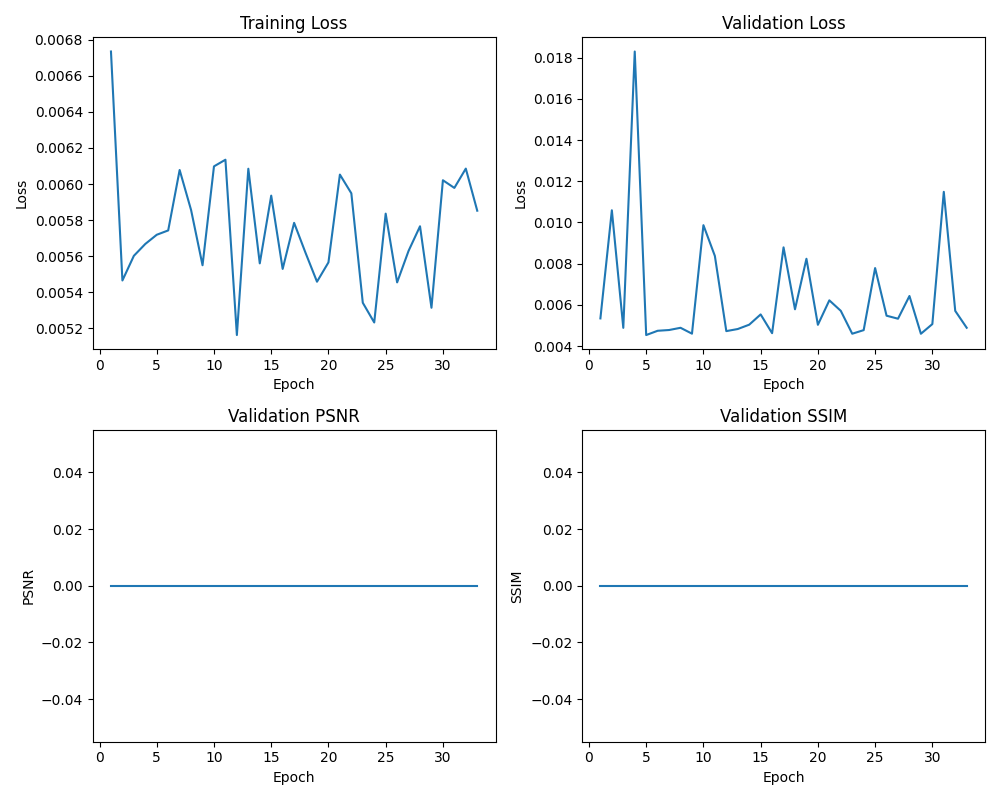 Training Loss
0.0068
0.0066
0.0064
0.0062
0.0060
0.0058
0.0056
0.0054
0.0052
Loss
0 5 10 15 20 25 30
Epoch
Validation Loss
0.018
0.016
0.014
0.012
0.010
0.008
0.006
0.004
Loss
0 5 10 15 20 25 30
Epoch
Validation PSNR
0.04
0.02
0.00
−0.02
−0.04
PSNR
0 5 10 15 20 25 30
Epoch
Validation SSIM
0.04
0.02
0.00
−0.02
−0.04
SSIM
0 5 10 15 20 25 30
Epoch